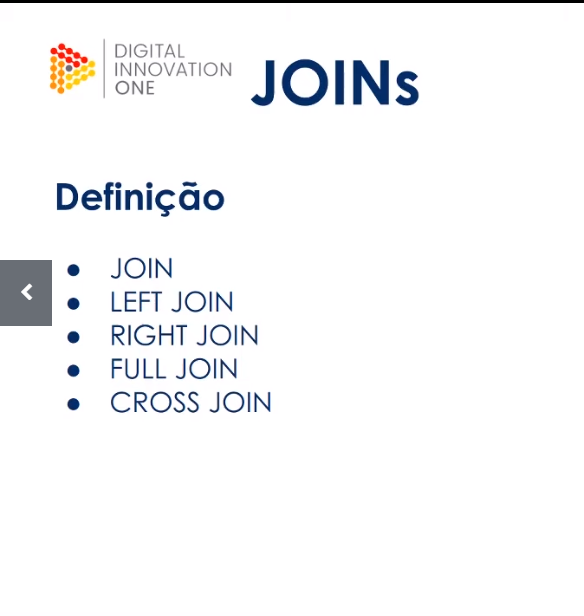 DIGITAL
INNOVATION
ONE
JOINs
Definição
● JOIN
● LEFT JOIN
● RIGHT JOIN
● FULL JOIN
● CROSS JOIN